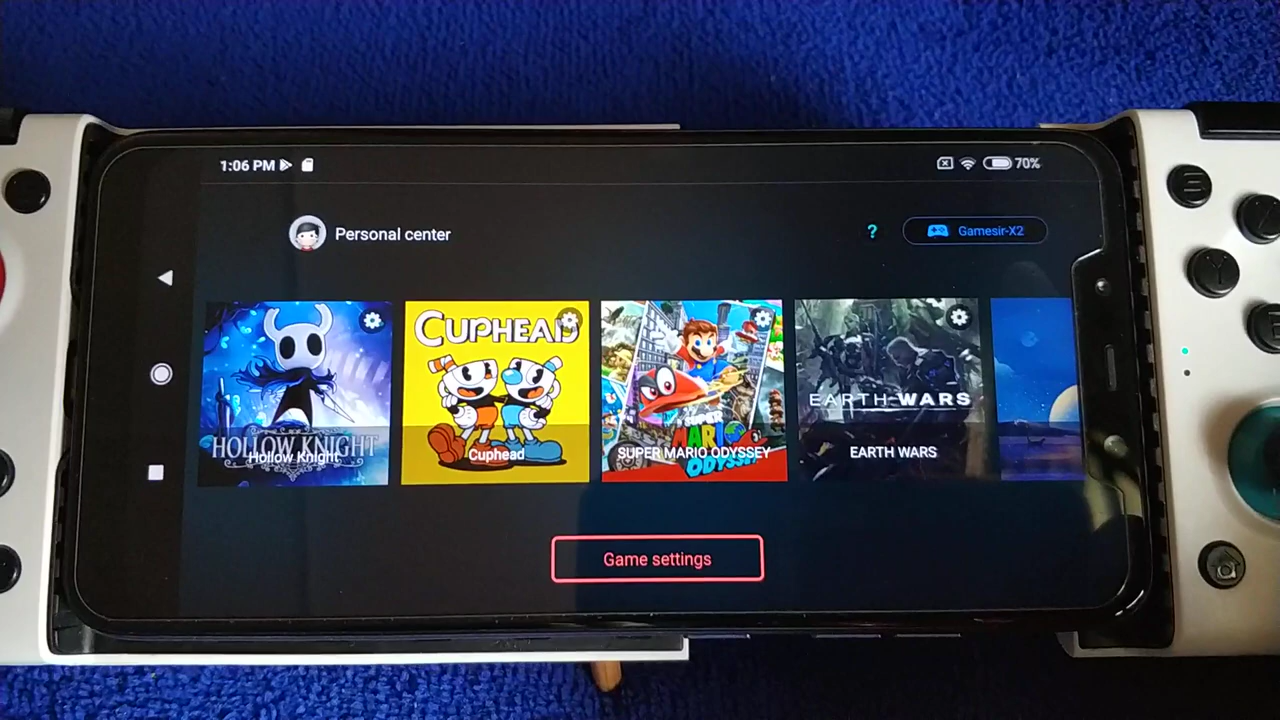 1:06 PM
70%
Personal center
?
Gamesir-X2
HOLLOW KNIGHT
Hollow Knight
CUPHEAD
Cuphead
SUPER
MARIO
ODYSSEY
SUPER MARIO ODYSSEY
EARTH WARS
EARTH WARS
Game settings
Y